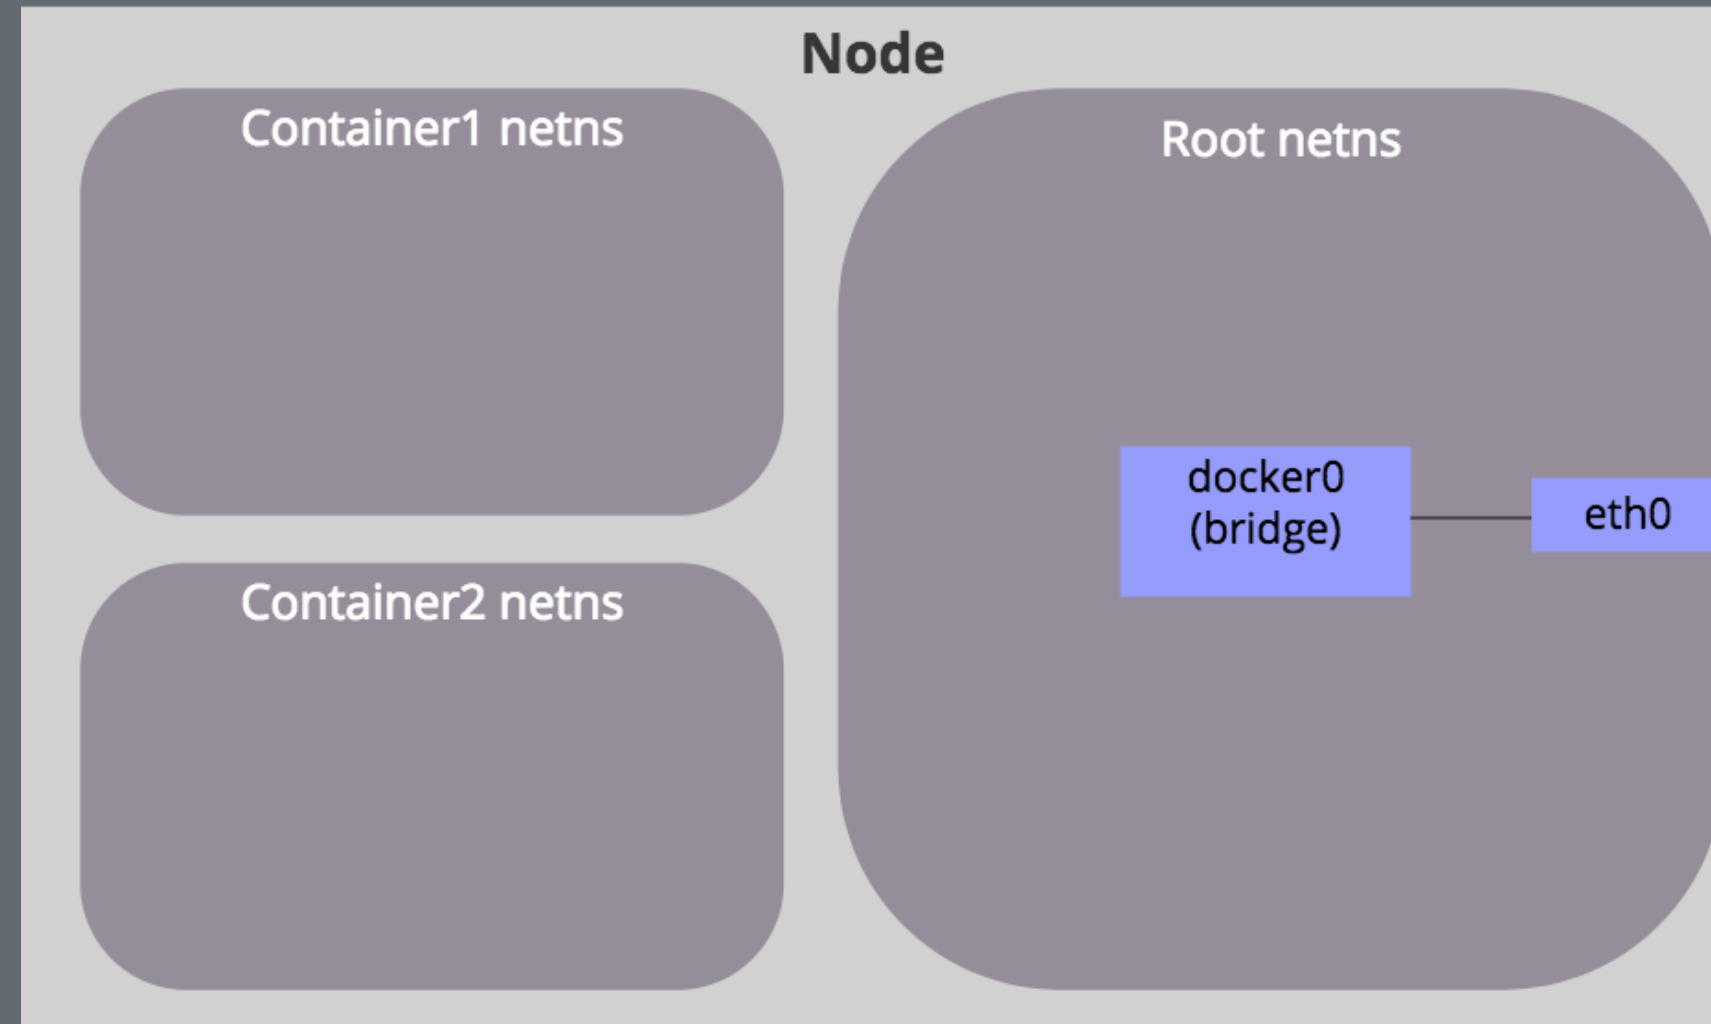 Node
Container1 netns
Root netns
docker0
(bridge)
eth0
Container2 netns